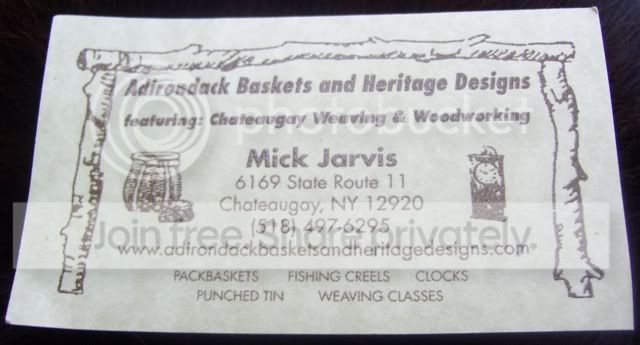 Adirondack Baskets and Heritage Designs
featuring: Chateaugay Weaving & Woodworking
photobucket
Mick Jarvis
6169 State Route 11
Chateaugay, NY 12920
(518) 497-6295
Join free. Share privately.
www.adirondackbasketsandheritagedesigns.com
PACKBASKETS FISHING CREELS CLOCKS
PUNCHED TIN WEAVING CLASSES